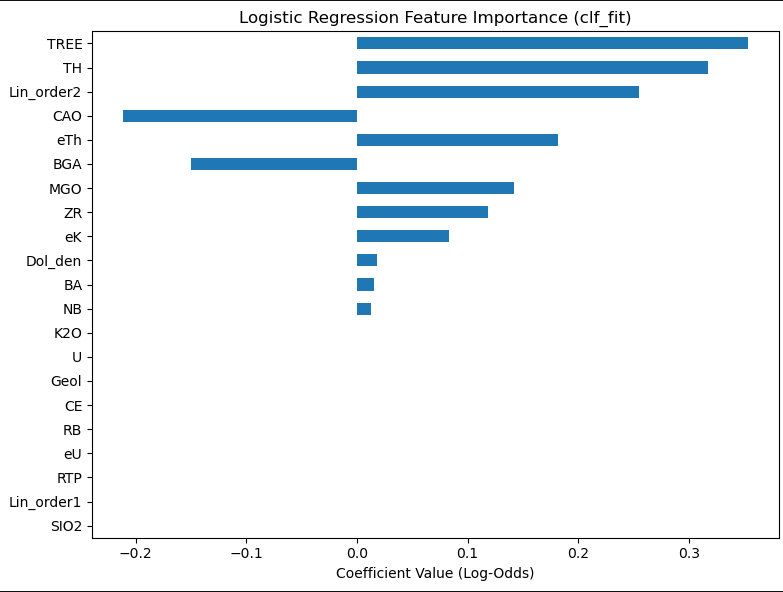 Logistic Regression Feature Importance (clf_fit)
TREE
TH
Lin_order2
CAO
eTh
BGA
MGO
ZR
eK
Dol_den
BA
NB
K2O
U
Geol
CE
RB
eU
RTP
Lin_order1
SIO2
−0.2 −0.1 0.0 0.1 0.2 0.3
Coefficient Value (Log-Odds)